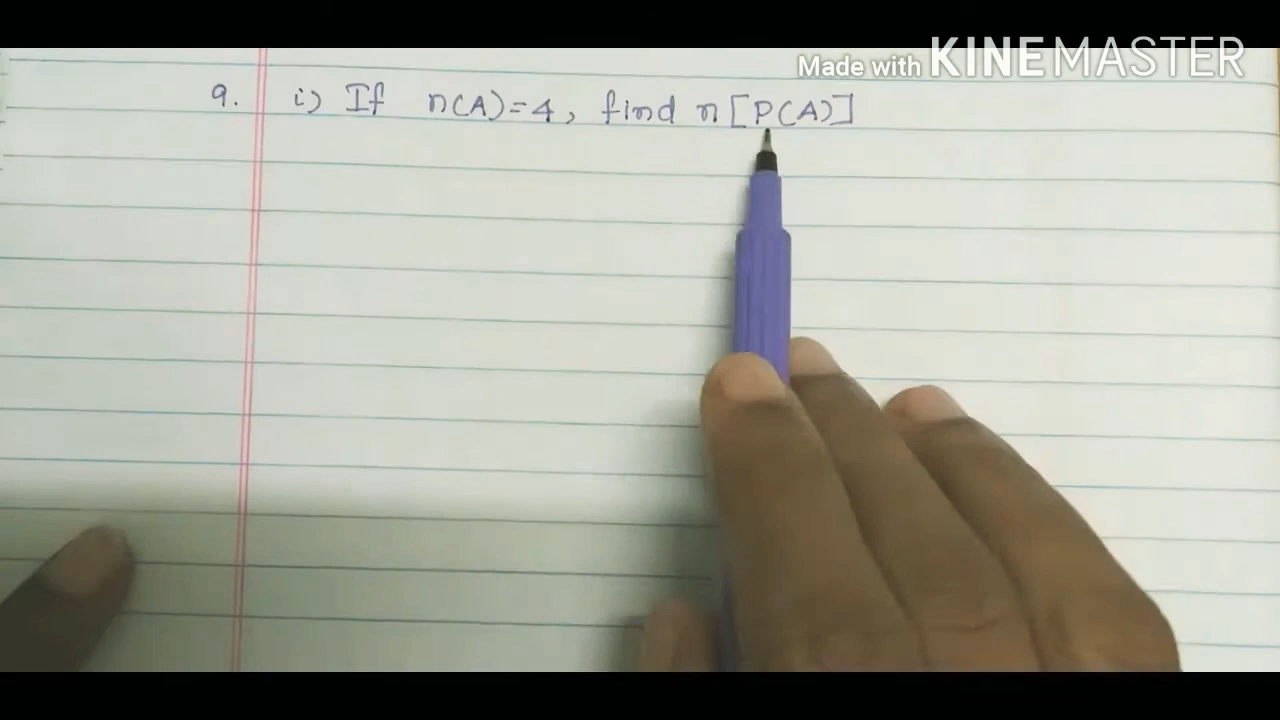 Made with KINEMASTER
9. i) If n(A)=4, find n[P(A)]